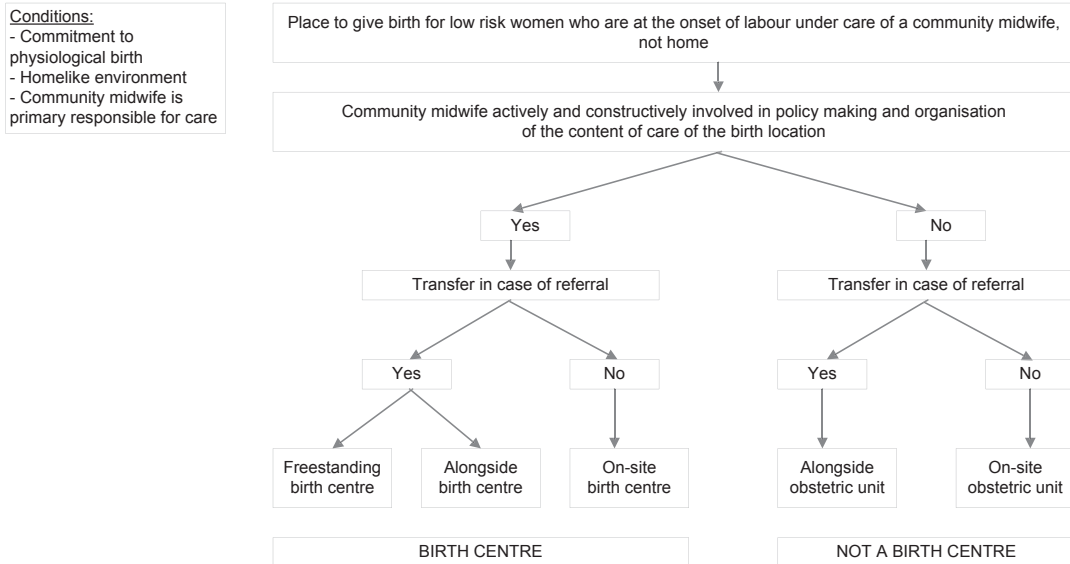 Conditions:
- Commitment to
physiological birth
- Homelike environment
- Community midwife is
primary responsible for care
Place to give birth for low risk women who are at the onset of labour under care of a community midwife,
not home
Community midwife actively and constructively involved in policy making and organisation
of the content of care of the birth location
Yes
No
Transfer in case of referral
Transfer in case of referral
Yes
No
Yes
No
Freestanding
birth centre
Alongside
birth centre
On-site
birth centre
Alongside
obstetric unit
On-site
obstetric unit
BIRTH CENTRE
NOT A BIRTH CENTRE